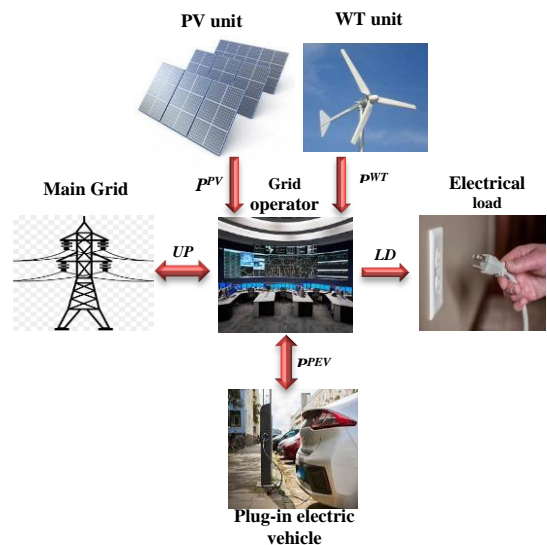 PV unit
WT unit
P^PV
P^WT
Main Grid
Grid
operator
Electrical
load
UP
LD
P^PEV
Plug-in electric
vehicle